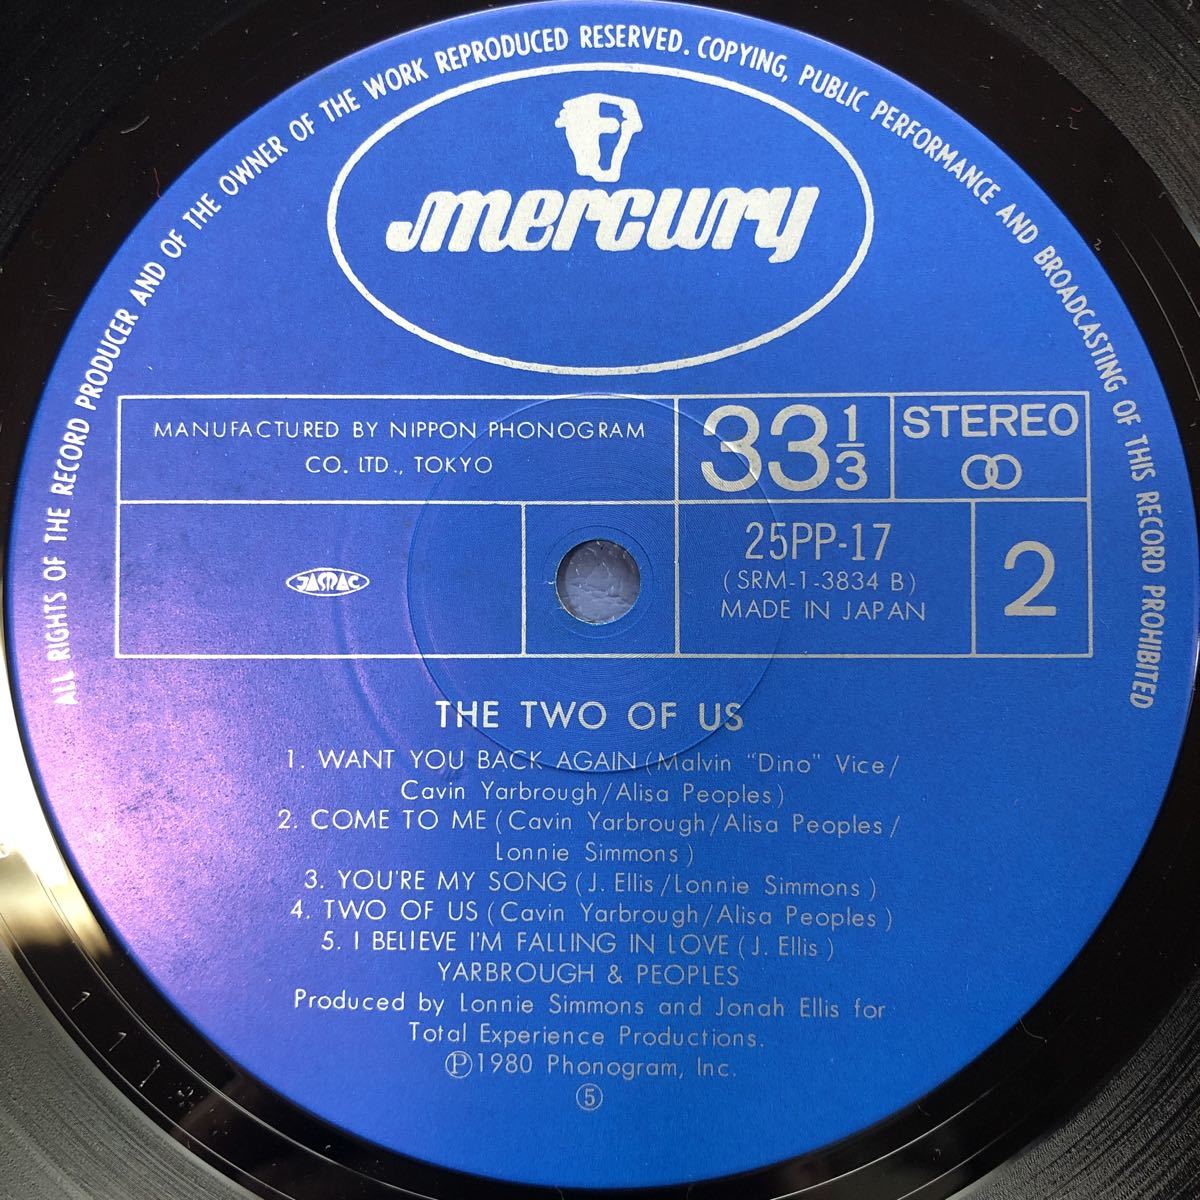 ALL RIGHTS OF THE RECORD PRODUCER AND OF THE OWNER OF THE WORK REPRODUCED RESERVED. COPYING, PUBLIC PERFORMANCE AND BROADCASTING OF THIS RECORD PROHIBITED
mercury
MANUFACTURED BY NIPPON PHONOGRAM
CO. LTD., TOKYO
33 1/3
STEREO
JASRAC
25PP-17
(SRM-1-3834 B)
MADE IN JAPAN
2
THE TWO OF US
1. WANT YOU BACK AGAIN (Malvin "Dino" Vice/
Cavin Yarbrough/Alisa Peoples)
2. COME TO ME (Cavin Yarbrough/Alisa Peoples/
Lonnie Simmons)
3. YOU'RE MY SONG (J. Ellis/Lonnie Simmons)
4. TWO OF US (Cavin Yarbrough/Alisa Peoples)
5. I BELIEVE I'M FALLING IN LOVE (J. Ellis)
YARBROUGH & PEOPLES
Produced by Lonnie Simmons and Jonah Ellis for
Total Experience Productions.
Ⓟ1980 Phonogram, Inc.
⑤